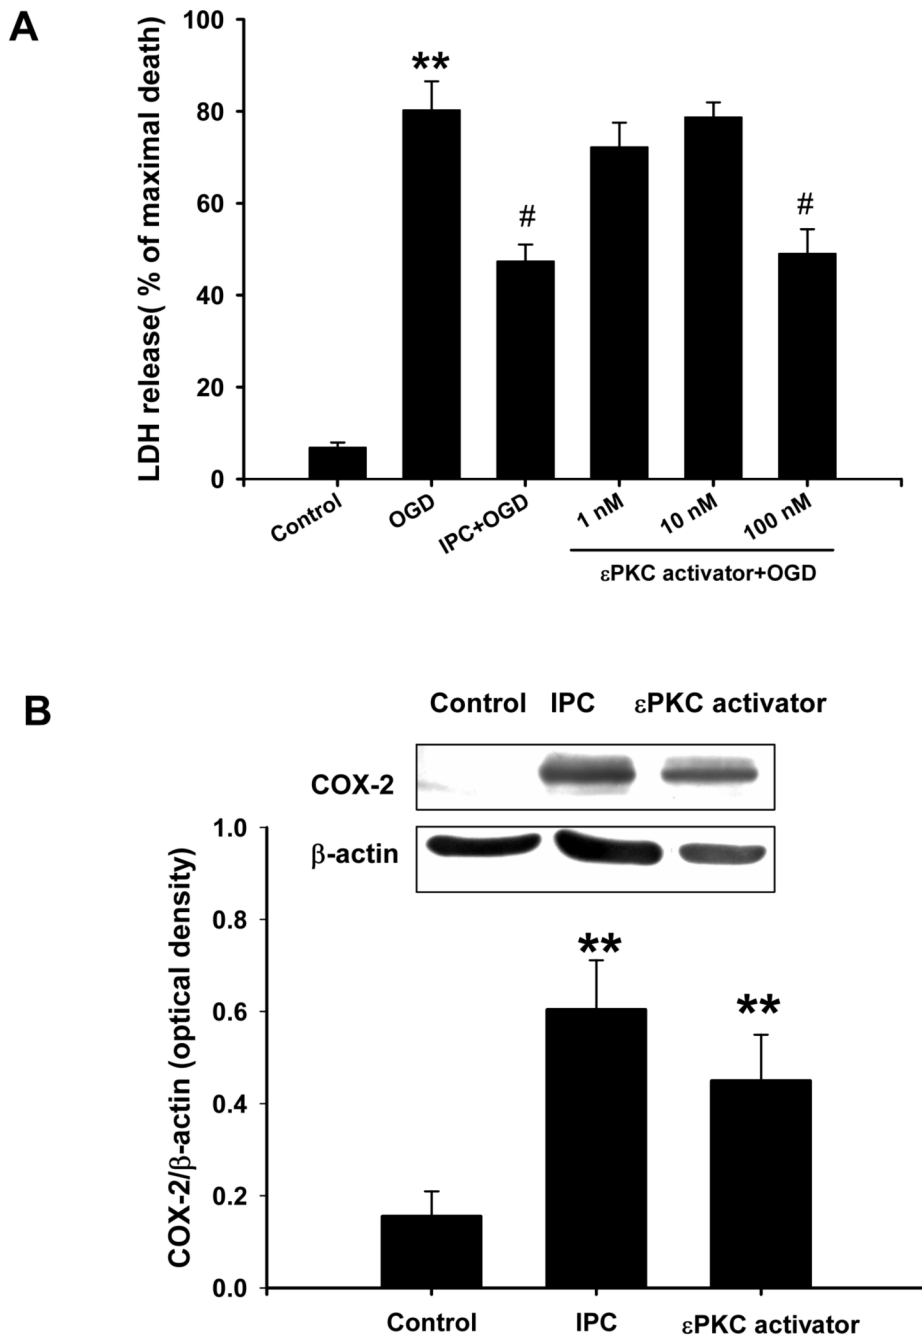 A
LDH release( % of maximal death)
100
80
60
40
20
0
**
#
#
Control
OGD
IPC+OGD
1 nM
10 nM
100 nM
εPKC activator+OGD
B
Control IPC εPKC activator
COX-2
β-actin
COX-2/β-actin (optical density)
1.0
0.8
0.6
0.4
0.2
0.0
**
**
Control
IPC
εPKC activator